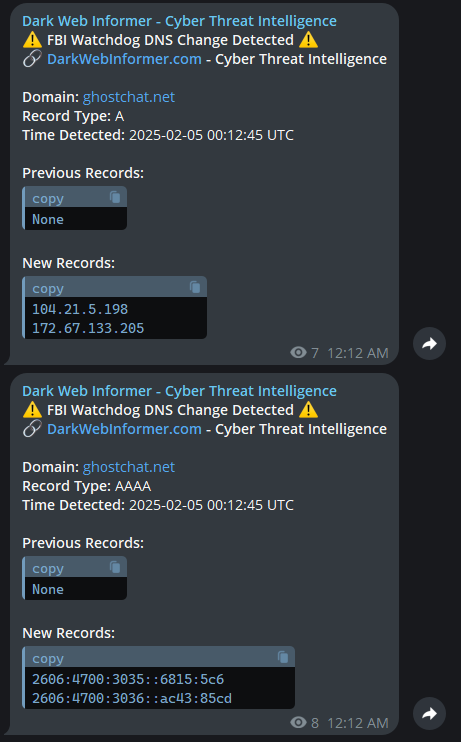 Dark Web Informer - Cyber Threat Intelligence
⚠️ FBI Watchdog DNS Change Detected ⚠️
🔗 DarkWebInformer.com - Cyber Threat Intelligence
Domain: ghostchat.net
Record Type: A
Time Detected: 2025-02-05 00:12:45 UTC
Previous Records:
copy
None
New Records:
copy
104.21.5.198
172.67.133.205
7 12:12 AM
Dark Web Informer - Cyber Threat Intelligence
⚠️ FBI Watchdog DNS Change Detected ⚠️
🔗 DarkWebInformer.com - Cyber Threat Intelligence
Domain: ghostchat.net
Record Type: AAAA
Time Detected: 2025-02-05 00:12:45 UTC
Previous Records:
copy
None
New Records:
copy
2606:4700:3035::6815:5c6
2606:4700:3036::ac43:85cd
8 12:12 AM